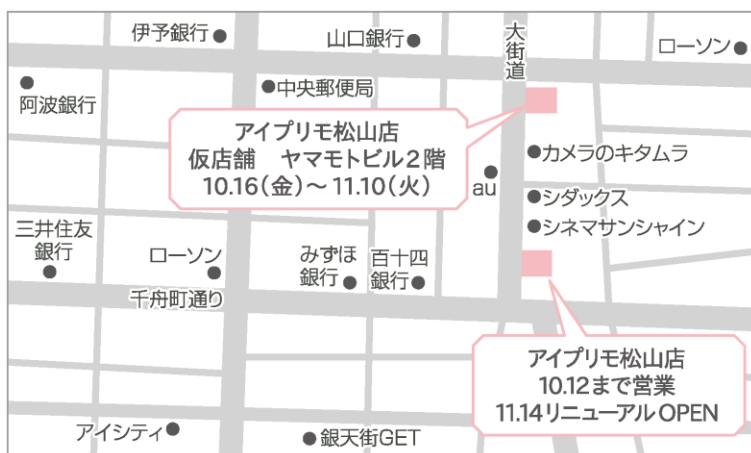 伊予銀行
山口銀行
大街道
ローソン
阿波銀行
中央郵便局
アイプリモ松山店
仮店舗　ヤマモトビル2階
10.16(金)～11.10(火)
カメラのキタムラ
au
シダックス
シネマサンシャイン
三井住友
銀行
ローソン
みずほ
銀行
百十四
銀行
千舟町通り
アイプリモ松山店
10.12まで営業
11.14リニューアルOPEN
アイシティ
銀天街GET